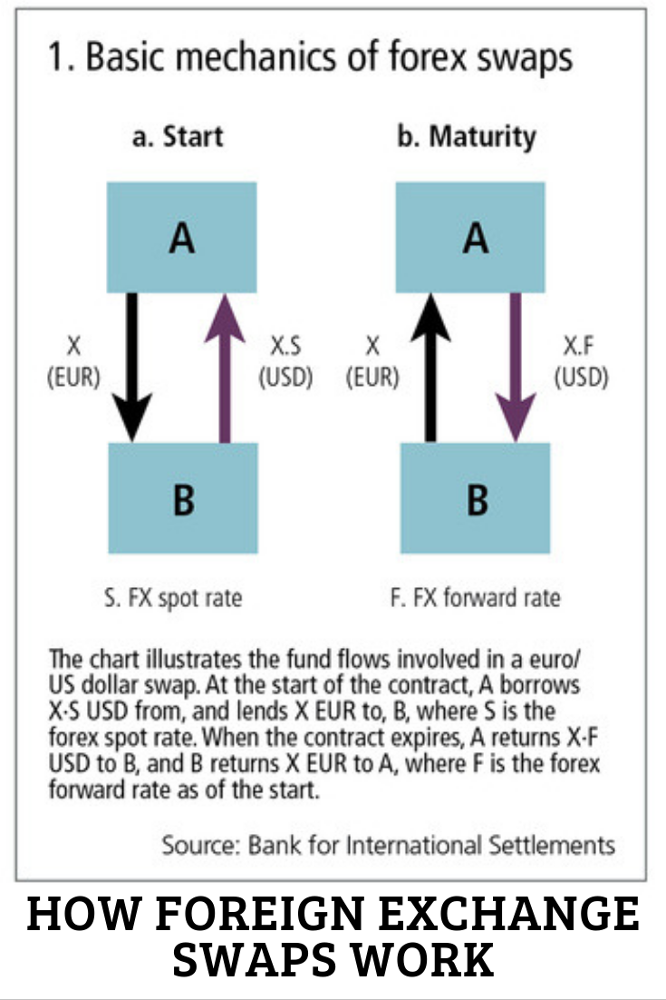 1. Basic mechanics of forex swaps
a. Start
b. Maturity
A
A
X
(EUR)
X.S
(USD)
X
(EUR)
X.F
(USD)
B
B
S. FX spot rate
F. FX forward rate
The chart illustrates the fund flows involved in a euro/
US dollar swap. At the start of the contract, A borrows
X·S USD from, and lends X EUR to, B, where S is the
forex spot rate. When the contract expires, A returns X·F
USD to B, and B returns X EUR to A, where F is the forex
forward rate as of the start.
Source: Bank for International Settlements
HOW FOREIGN EXCHANGE
SWAPS WORK